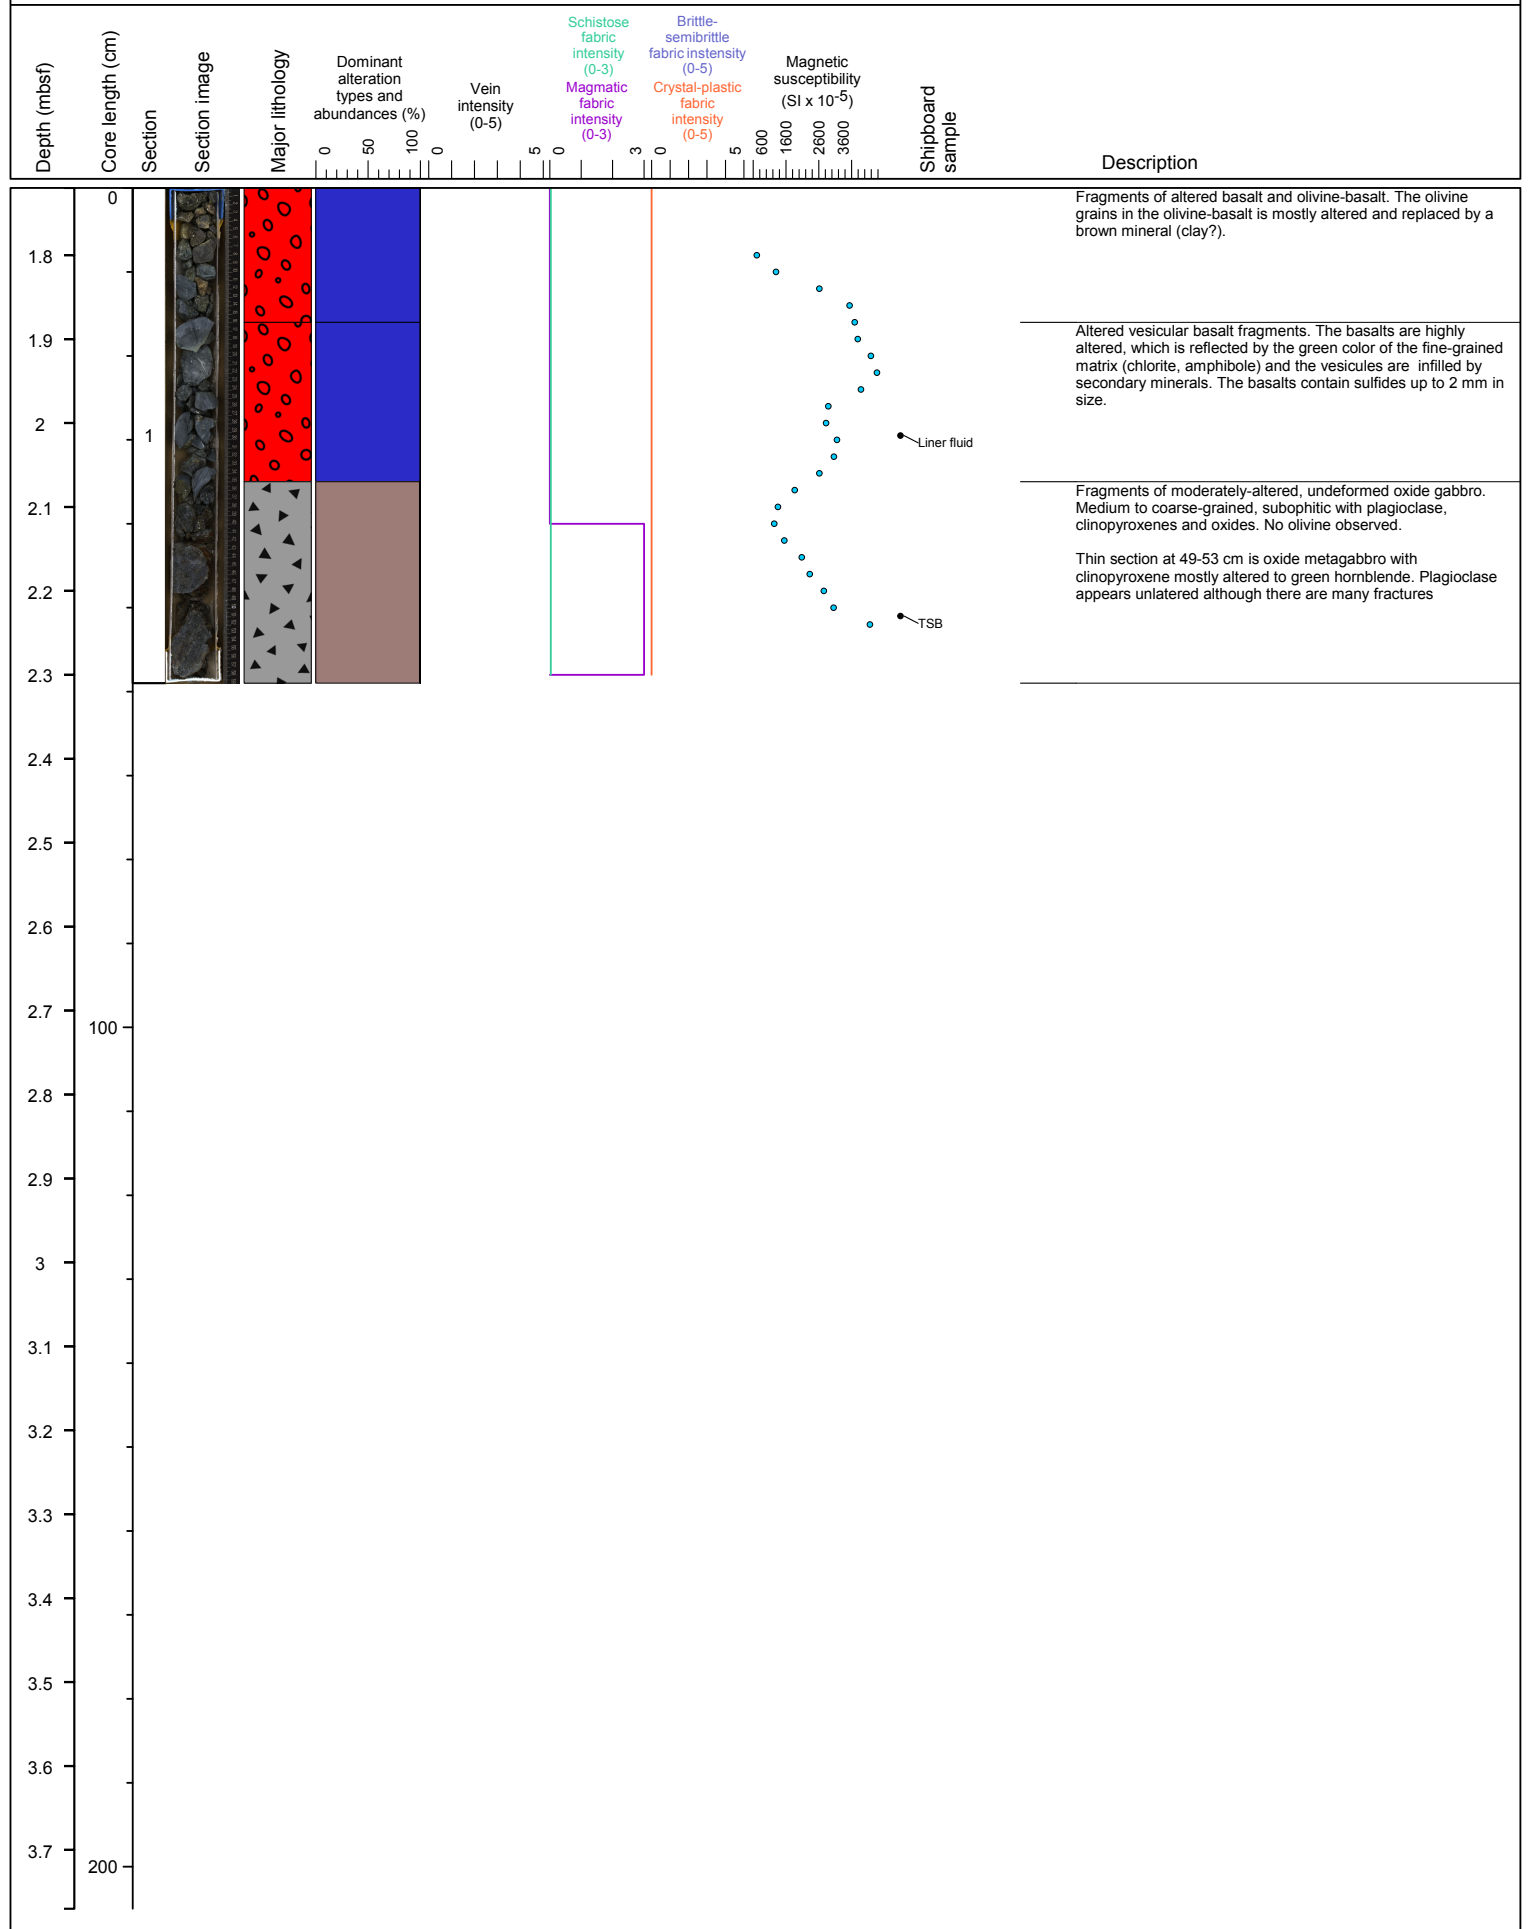 Depth (mbsf)
Core length (cm)
Section
Section image
Major lithology
Dominant
alteration
types and
abundances (%)
0
50
100
Vein
intensity
(0-5)
0
5
Schistose
fabric
intensity
(0-3)
Magmatic
fabric
intensity
(0-3)
0
3
Brittle-
semibrittle
fabric instensity
(0-5)
Crystal-plastic
fabric
intensity
(0-5)
0
5
Magnetic
susceptibility
(SI x 10-5)
600
1600
2600
3600
Shipboard
sample
Description
0
Fragments of altered basalt and olivine-basalt. The olivine
grains in the olivine-basalt is mostly altered and replaced by a
brown mineral (clay?).
1.8
Altered vesicular basalt fragments. The basalts are highly
1.9
altered, which is reflected by the green color of the fine-grained
matrix (chlorite, amphibole) and the vesicules are infilled by
secondary minerals. The basalts contain sulfides up to 2 mm in
size.
2
1
Liner fluid
Fragments of moderately-altered, undeformed oxide gabbro.
2.1
Medium to coarse-grained, subophitic with plagioclase,
clinopyroxenes and oxides. No olivine observed.
Thin section at 49-53 cm is oxide metagabbro with
clinopyroxene mostly altered to green hornblende. Plagioclase
2.2
appears unlatered although there are many fractures
TSB
2.3
2.4
2.5
2.6
2.7
100
2.8
2.9
3
3.1
3.2
3.3
3.4
3.5
3.6
3.7
200